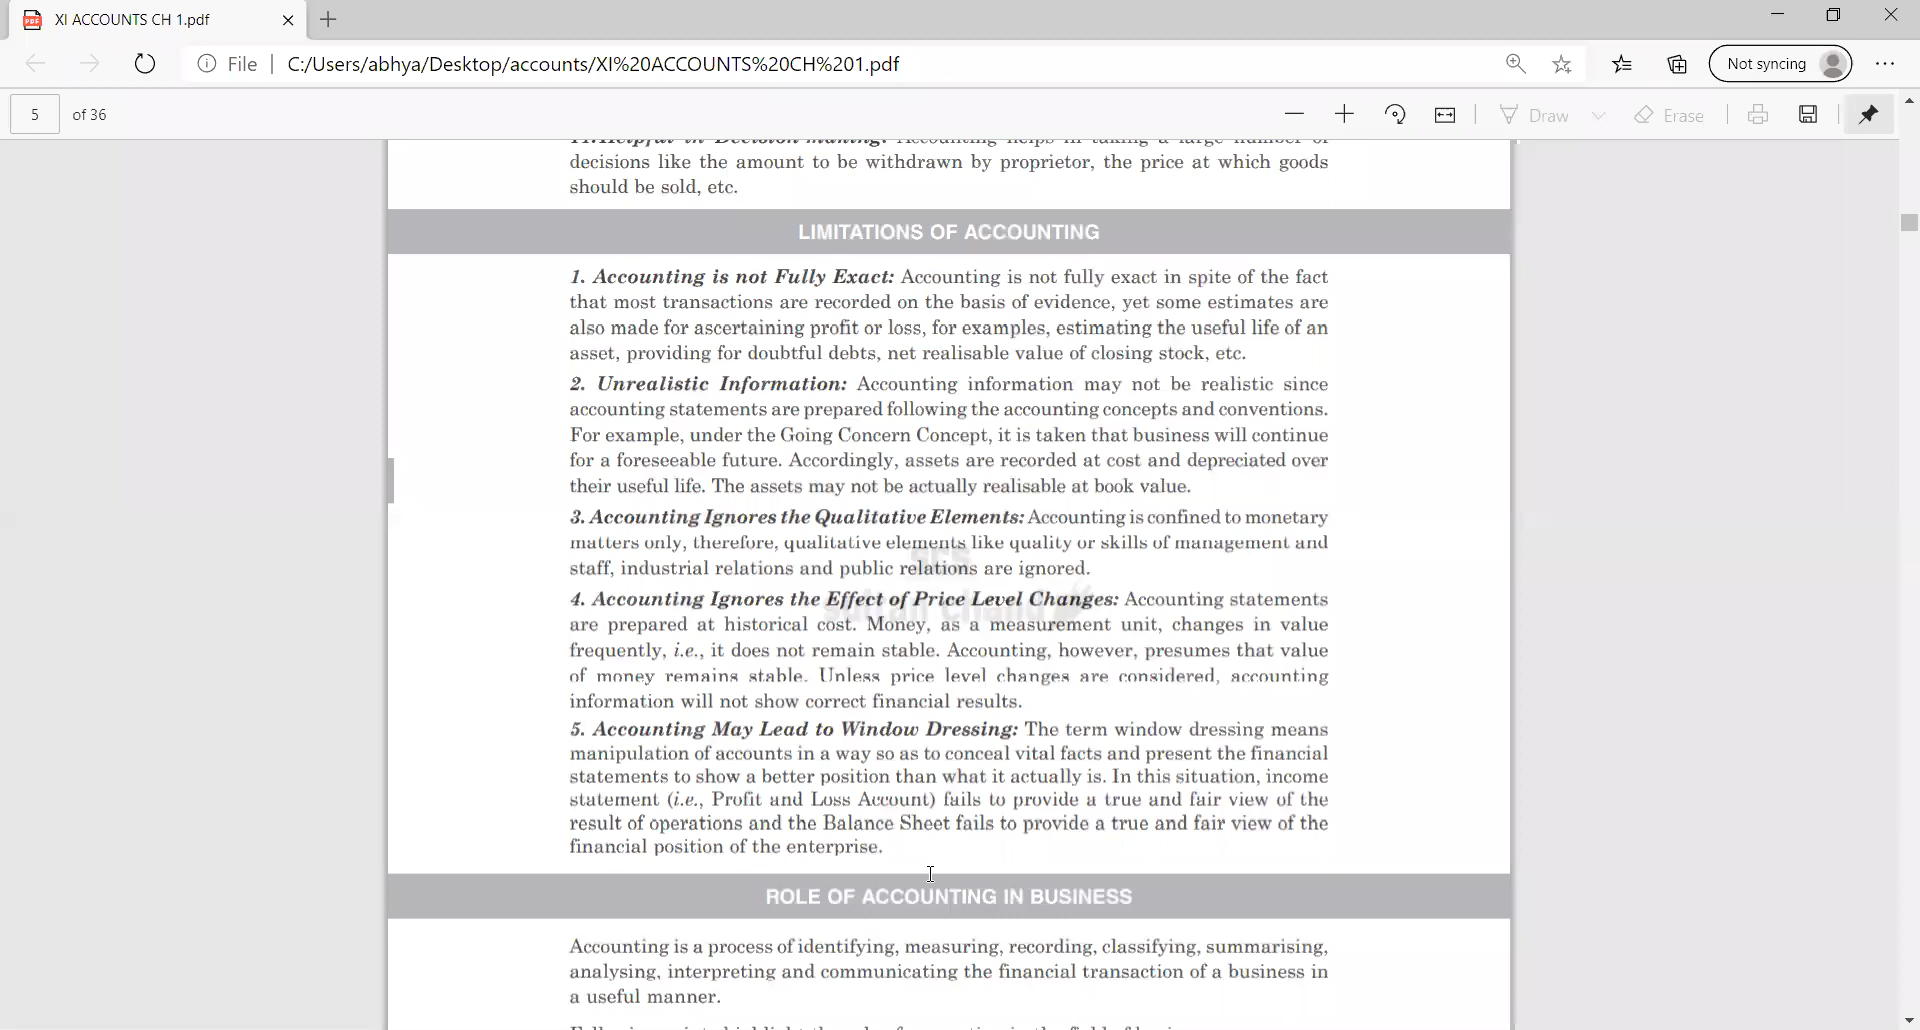 XI ACCOUNTS CH 1.pdf
File
C:/Users/abhya/Desktop/accounts/XI%20ACCOUNTS%20CH%201.pdf
Not syncing
5 of 36
Draw
Erase
11. Helpful in Decision making: Accounting helps in taking a large number of
decisions like the amount to be withdrawn by proprietor, the price at which goods
should be sold, etc.
LIMITATIONS OF ACCOUNTING
1. Accounting is not Fully Exact: Accounting is not fully exact in spite of the fact
that most transactions are recorded on the basis of evidence, yet some estimates are
also made for ascertaining profit or loss, for examples, estimating the useful life of an
asset, providing for doubtful debts, net realisable value of closing stock, etc.
2. Unrealistic Information: Accounting information may not be realistic since
accounting statements are prepared following the accounting concepts and conventions.
For example, under the Going Concern Concept, it is taken that business will continue
for a foreseeable future. Accordingly, assets are recorded at cost and depreciated over
their useful life. The assets may not be actually realisable at book value.
3. Accounting Ignores the Qualitative Elements: Accounting is confined to monetary
matters only, therefore, qualitative elements like quality or skills of management and
staff, industrial relations and public relations are ignored.
4. Accounting Ignores the Effect of Price Level Changes: Accounting statements
are prepared at historical cost. Money, as a measurement unit, changes in value
frequently, i.e., it does not remain stable. Accounting, however, presumes that value
of money remains stable. Unless price level changes are considered, accounting
information will not show correct financial results.
5. Accounting May Lead to Window Dressing: The term window dressing means
manipulation of accounts in a way so as to conceal vital facts and present the financial
statements to show a better position than what it actually is. In this situation, income
statement (i.e., Profit and Loss Account) fails to provide a true and fair view of the
result of operations and the Balance Sheet fails to provide a true and fair view of the
financial position of the enterprise.
scs
sultan chand
ROLE OF ACCOUNTING IN BUSINESS
Accounting is a process of identifying, measuring, recording, classifying, summarising,
analysing, interpreting and communicating the financial transaction of a business in
a useful manner.